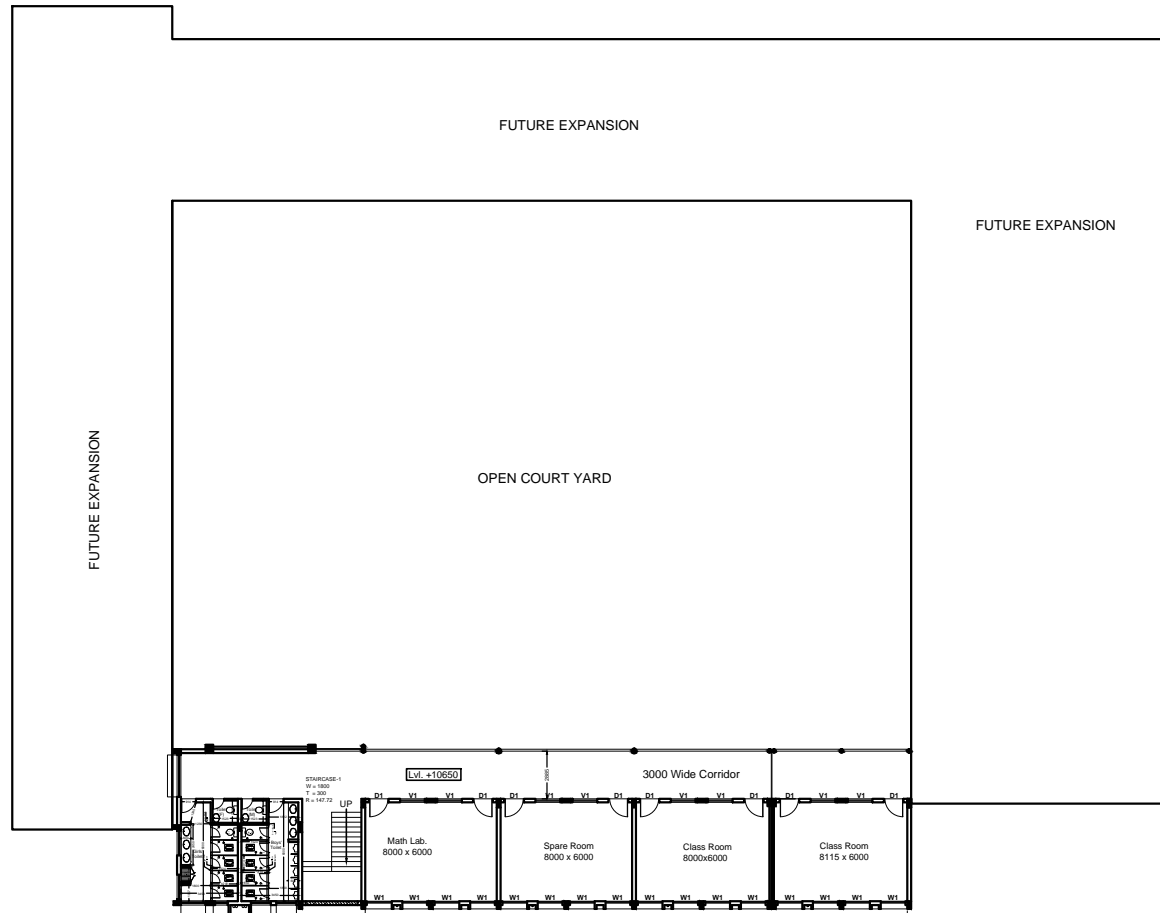 FUTURE EXPANSION
FUTURE EXPANSION
FUTURE EXPANSION
OPEN COURT YARD
STAIRCASE-1
W = 1800
T = 300
R = 147.72
UP
Lvl. +10650
2885
3000 Wide Corridor
D1 V1 V1 D1 D1 V1 V1 D1 D1 V1 V1 D1 D1 V1 V1 D1
Math Lab.
8000 x 6000
Spare Room
8000 x 6000
Class Room
8000x6000
Class Room
8115 x 6000
Boys'
Toilet
W1 W1 W1 W1 W1 W1 W1 W1 W1 W1 W1 W1 W1 W1 W1 W1